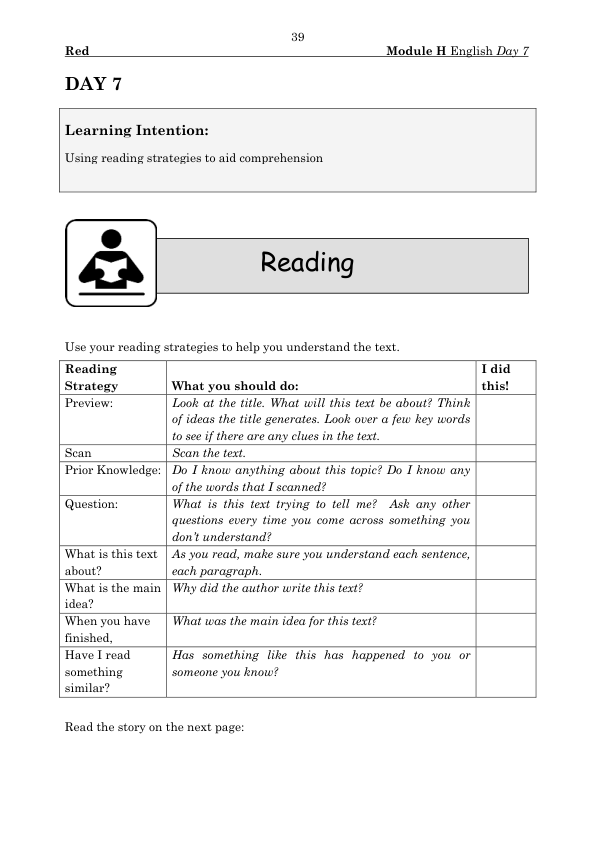 39
Red Module H English Day 7
DAY 7
Learning Intention:
Using reading strategies to aid comprehension
Reading
Use your reading strategies to help you understand the text.
Reading Strategy What you should do: I did this!
Preview: Look at the title. What will this text be about? Think
of ideas the title generates. Look over a few key words
to see if there are any clues in the text.
Scan Scan the text.
Prior Knowledge: Do I know anything about this topic? Do I know any
of the words that I scanned?
Question: What is this text trying to tell me? Ask any other
questions every time you come across something you
don't understand?
What is this text about? As you read, make sure you understand each sentence,
each paragraph.
What is the main idea? Why did the author write this text?
When you have finished, What was the main idea for this text?
Have I read something similar? Has something like this has happened to you or
someone you know?
Read the story on the next page: